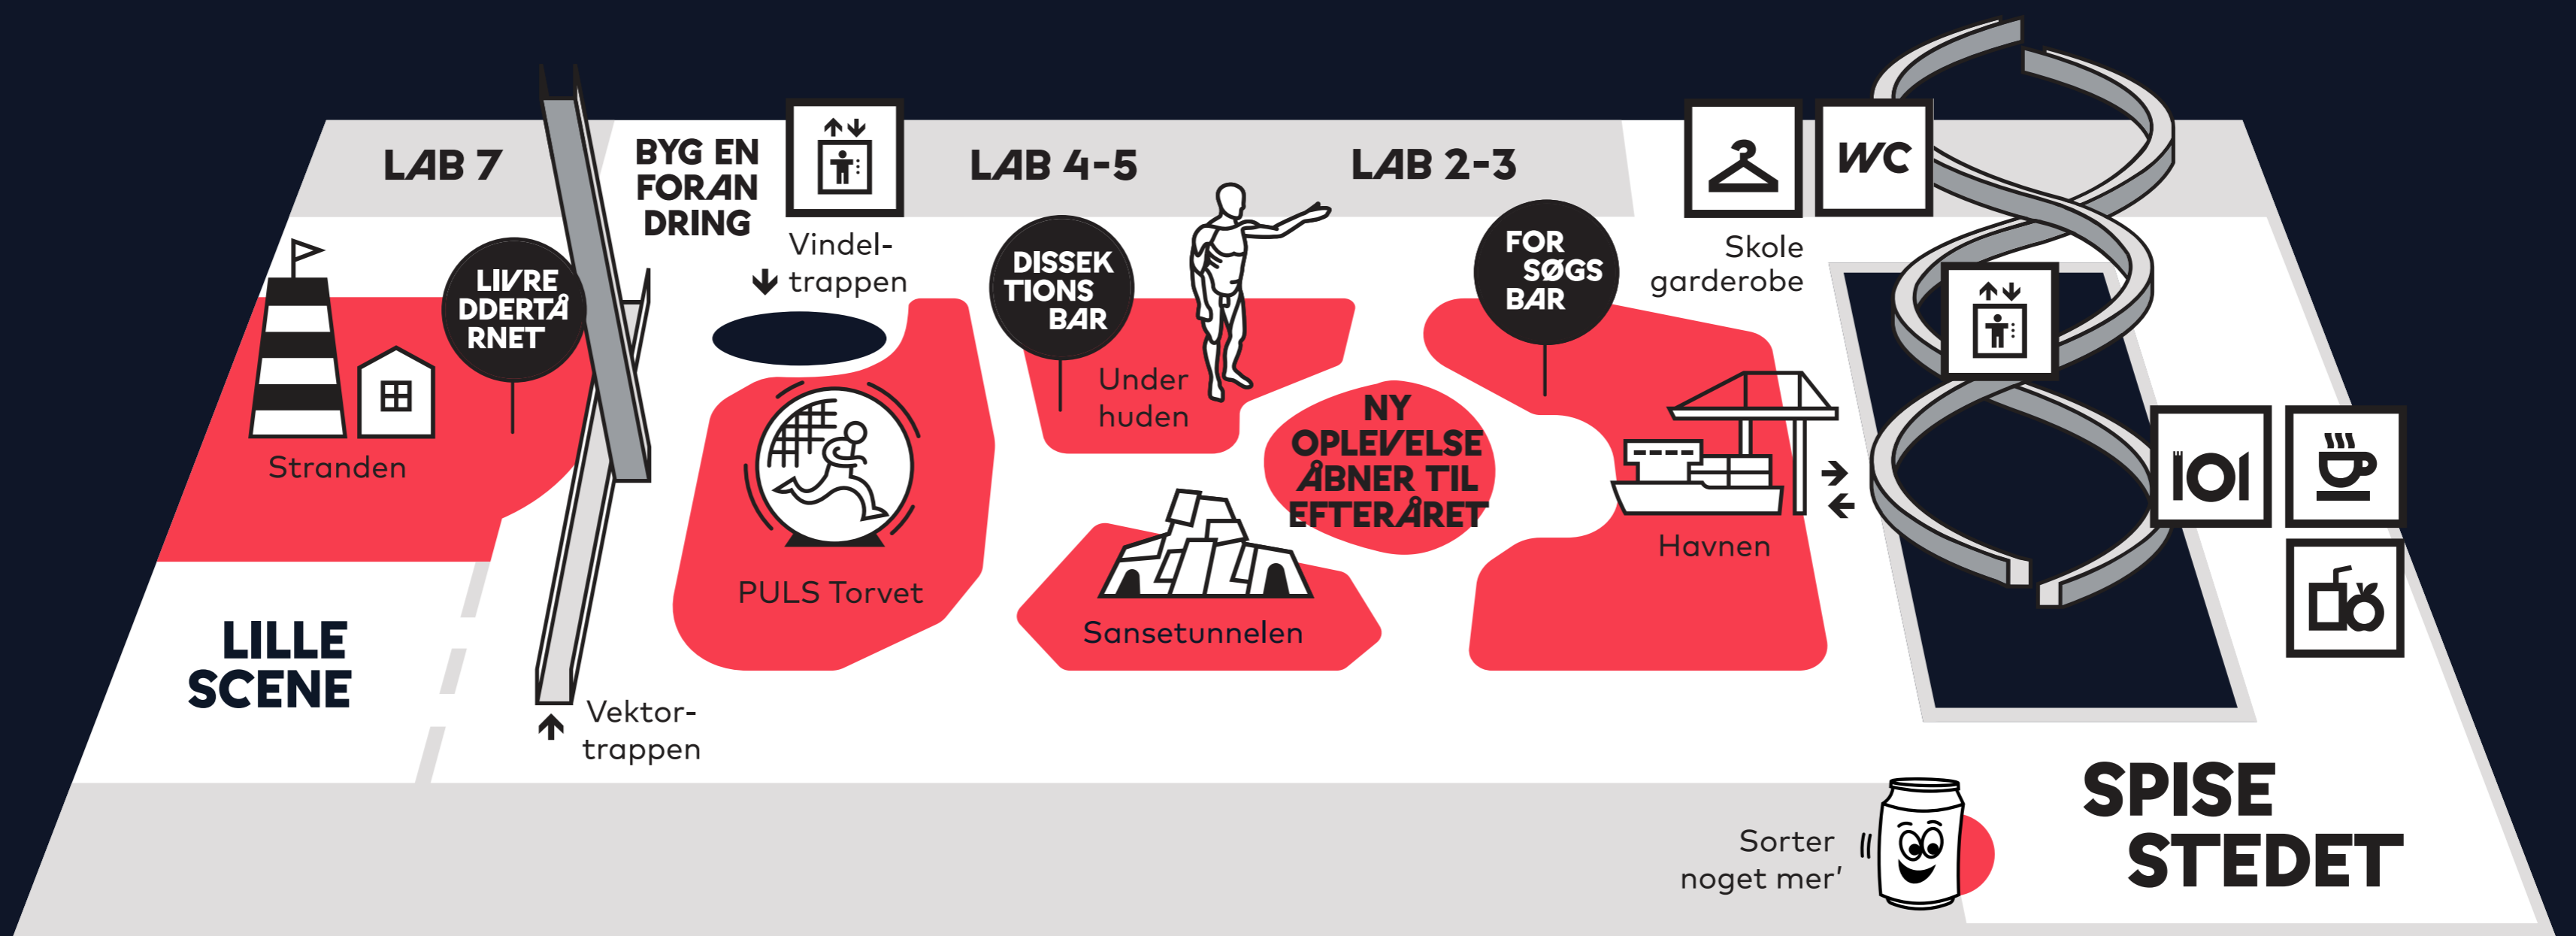 LAB 7
BYG EN
FORAN
DRING
LAB 4-5
LAB 2-3
WC
Vindel-
trappen
Skole
garderobe
LIVRE
DDERTÅ
RNET
DISSEK
TIONS
BAR
FOR
SØGS
BAR
Stranden
Under
huden
NY
OPLEVELSE
ÅBNER TIL
EFTERÅRET
Havnen
PULS Torvet
Sansetunnelen
LILLE
SCENE
Vektor-
trappen
Sorter
noget mer'
SPISE
STEDET